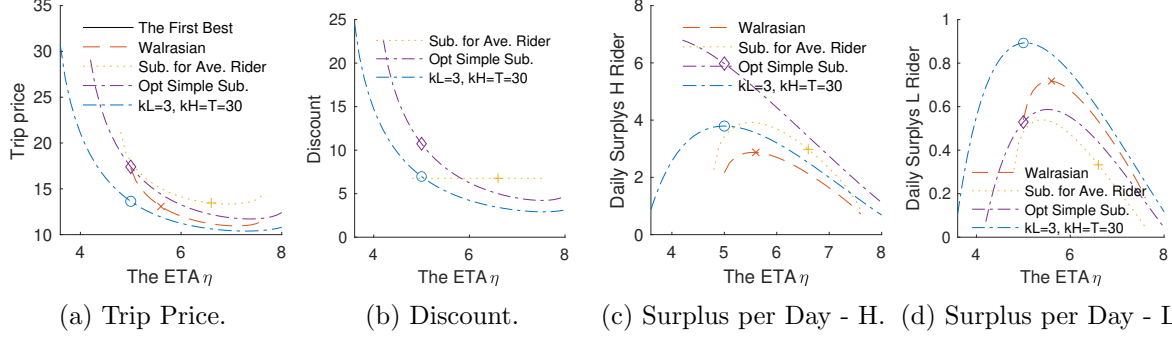 35
30
25
20
15
10
Trip price
The First Best
Walrasian
Sub. for Ave. Rider
Opt Simple Sub.
kL=3, kH=T=30
4
6
8
The ETA η
(a) Trip Price.
25
20
15
10
5
0
Discount
Sub. for Ave. Rider
Opt Simple Sub.
kL=3, kH=T=30
4
6
8
The ETA η
(b) Discount.
8
6
4
2
0
Daily Surplys H Rider
Walrasian
Sub. for Ave. Rider
Opt Simple Sub.
kL=3, kH=T=30
4
5
6
7
8
The ETA η
(c) Surplus per Day - H.
1
0.8
0.6
0.4
0.2
0
Daily Surplys L Rider
Walrasian
Sub. for Ave. Rider
Opt Simple Sub.
kL=3, kH=T=30
4
5
6
7
8
The ETA η
(d) Surplus per Day - L